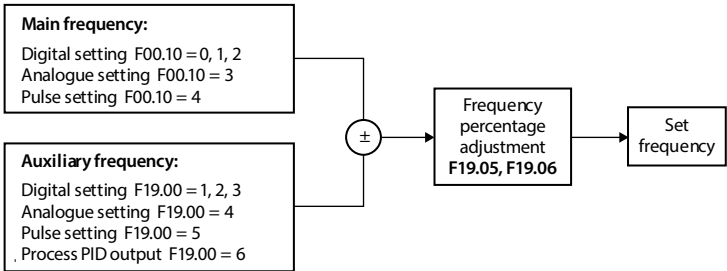 Main frequency:
Digital setting F00.10 = 0, 1, 2
Analogue setting F00.10 = 3
Pulse setting F00.10 = 4
Auxiliary frequency:
Digital setting F19.00 = 1, 2, 3
Analogue setting F19.00 = 4
Pulse setting F19.00 = 5
Process PID output F19.00 = 6
±
Frequency
percentage
adjustment
F19.05, F19.06
Set
frequency